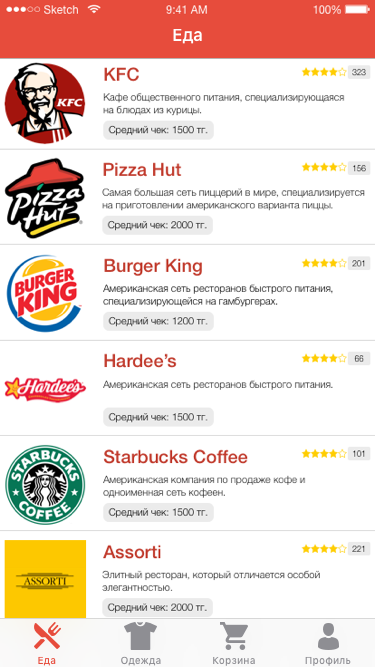 Sketch 9:41 AM 100%
Еда
KFC
KFC 323
Кафе общественного питания, специализирующаяся
на блюдах из курицы.
Средний чек: 1500 тг.
Pizza Hut
Pizza Hut 156
Самая большая сеть пиццерий в мире, специализируется
на приготовлении американского варианта пиццы.
Средний чек: 2000 тг.
BURGER
KING
Burger King 201
Американская сеть ресторанов быстрого питания,
специализирующейся на гамбургерах.
Средний чек: 1200 тг.
Hardee's
Hardee’s 66
Американская сеть ресторанов быстрого питания.
Средний чек: 1500 тг.
STARBUCKS
COFFEE
Starbucks Coffee 101
Американская компания по продаже кофе и
одноименная сеть кофеен.
Средний чек: 1500 тг.
ASSORTI
Assorti 221
Элитный ресторан, который отличается особой
элегантностью.
Средний чек: 2000 тг.
Еда Одежда Корзина Профиль